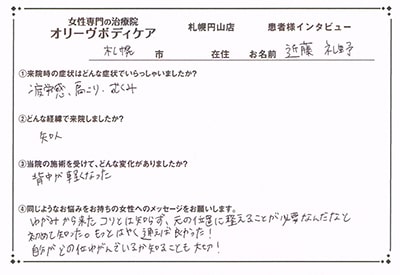 女性専門の治療院
オリーヴボディケア 札幌円山店 患者様インタビュー
札幌 市 在住 お名前 近藤 礼野
①来院時の症状はどんな症状でいらっしゃいましたか?
疲労感、肩こり、むくみ
②どんな経緯で来院しましたか?
知人
③当院の施術を受けて、どんな変化がありましたか?
背中が軽くなった
④同じようなお悩みをお持ちの女性へのメッセージをお願いします。
ゆがみから来たコリとは知らず、元の位置に整えることが必要なんだなと
初めて知った。もっとはやく通えば良かった!
自分がどの位ゆがんでいるか知ることも大切!